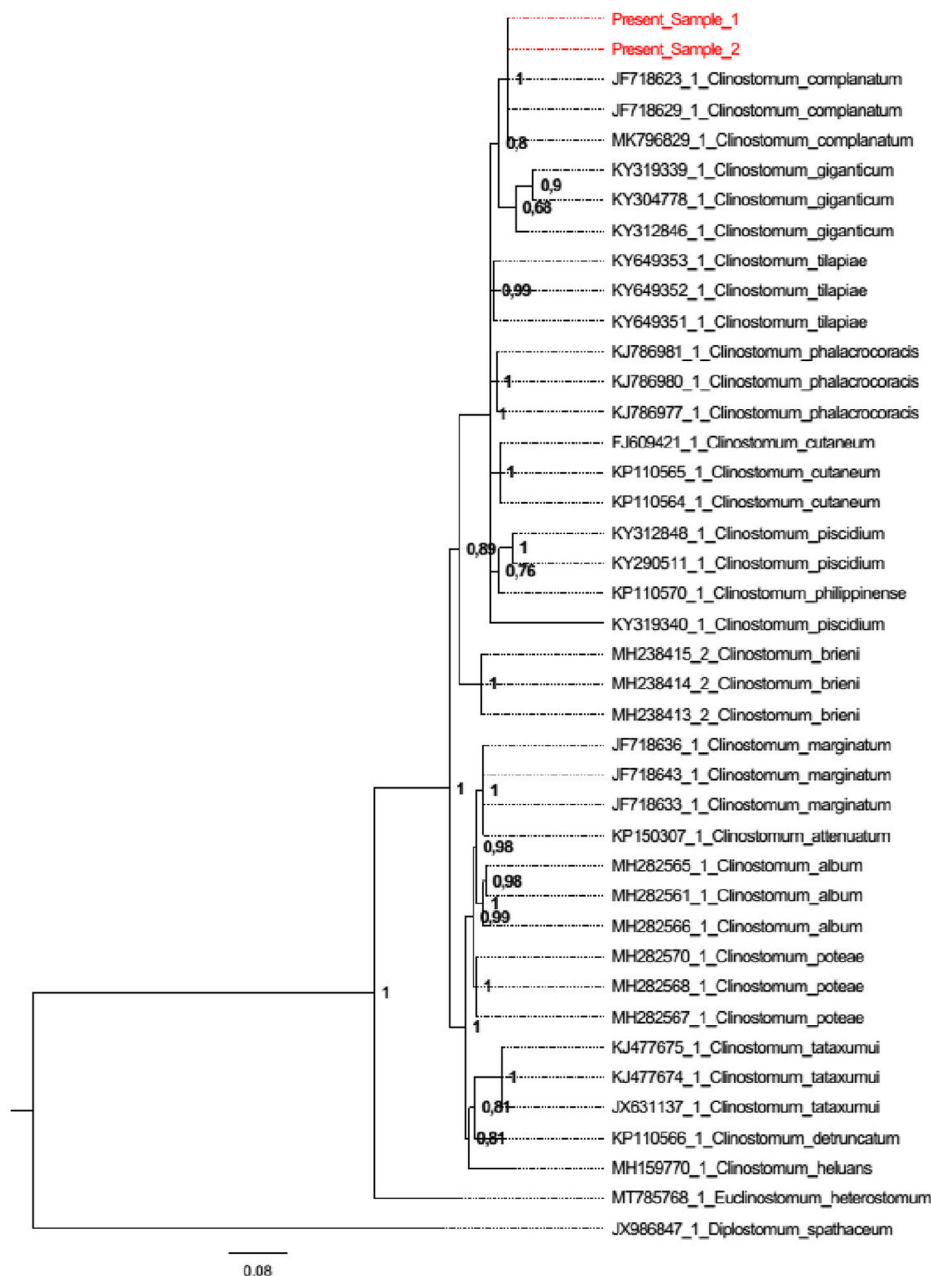 Present_Sample_1
Present_Sample_2
1 JF718623_1_Clinostomum_complanatum
JF718629_1_Clinostomum_complanatum
0,8 MK796829_1_Clinostomum_complanatum
KY319339_1_Clinostomum_giganticum
0,9
KY304778_1_Clinostomum_giganticum
0,68
KY312846_1_Clinostomum_giganticum
KY649353_1_Clinostomum_tilapiae
0,99 KY649352_1_Clinostomum_tilapiae
KY649351_1_Clinostomum_tilapiae
KJ786981_1_Clinostomum_phalacrocoracis
1 KJ786980_1_Clinostomum_phalacrocoracis
1 KJ786977_1_Clinostomum_phalacrocoracis
FJ609421_1_Clinostomum_cutaneum
1 KP110565_1_Clinostomum_cutaneum
KP110564_1_Clinostomum_cutaneum
KY312848_1_Clinostomum_piscidium
0,89 1
KY290511_1_Clinostomum_piscidium
0,76
KP110570_1_Clinostomum_philippinense
KY319340_1_Clinostomum_piscidium
MH238415_2_Clinostomum_brieni
1 MH238414_2_Clinostomum_brieni
MH238413_2_Clinostomum_brieni
JF718636_1_Clinostomum_marginatum
JF718643_1_Clinostomum_marginatum
1 1
JF718633_1_Clinostomum_marginatum
KP150307_1_Clinostomum_attenuatum
0,98
MH282565_1_Clinostomum_album
0,98
MH282561_1_Clinostomum_album
1
0,99
MH282566_1_Clinostomum_album
MH282570_1_Clinostomum_poteae
1 MH282568_1_Clinostomum_poteae
1
MH282567_1_Clinostomum_poteae
1
KJ477675_1_Clinostomum_tataxumui
1 KJ477674_1_Clinostomum_tataxumui
0,81 JX631137_1_Clinostomum_tataxumui
0,81 KP110566_1_Clinostomum_detruncatum
MH159770_1_Clinostomum_heluans
MT785768_1_Euclinostomum_heterostomum
JX986847_1_Diplostomum_spathaceum
0.08